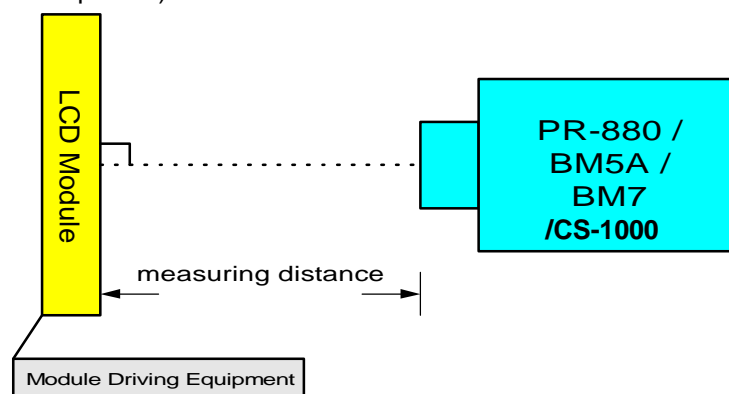 LCD Module
PR-880 /
BM5A /
BM7
/CS-1000
measuring distance
Module Driving Equipment